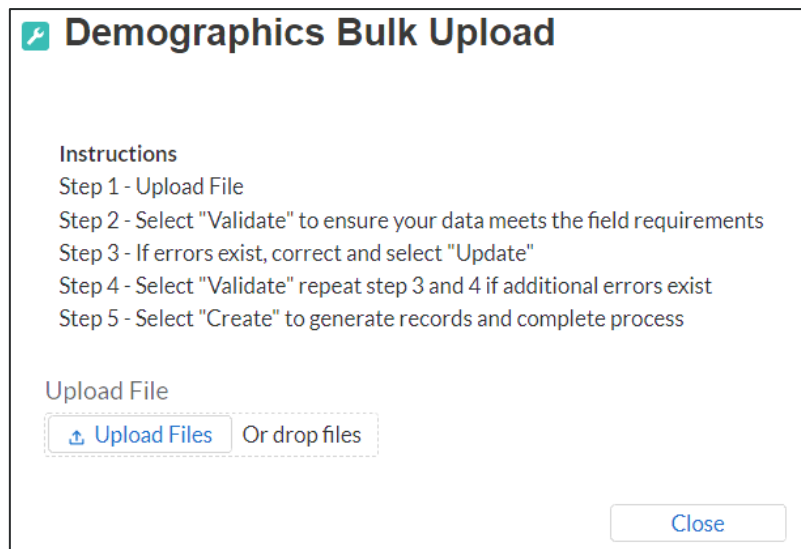 Demographics Bulk Upload
Instructions
Step 1 - Upload File
Step 2 - Select "Validate" to ensure your data meets the field requirements
Step 3 - If errors exist, correct and select "Update"
Step 4 - Select "Validate" repeat step 3 and 4 if additional errors exist
Step 5 - Select "Create" to generate records and complete process
Upload File
Upload Files Or drop files
Close